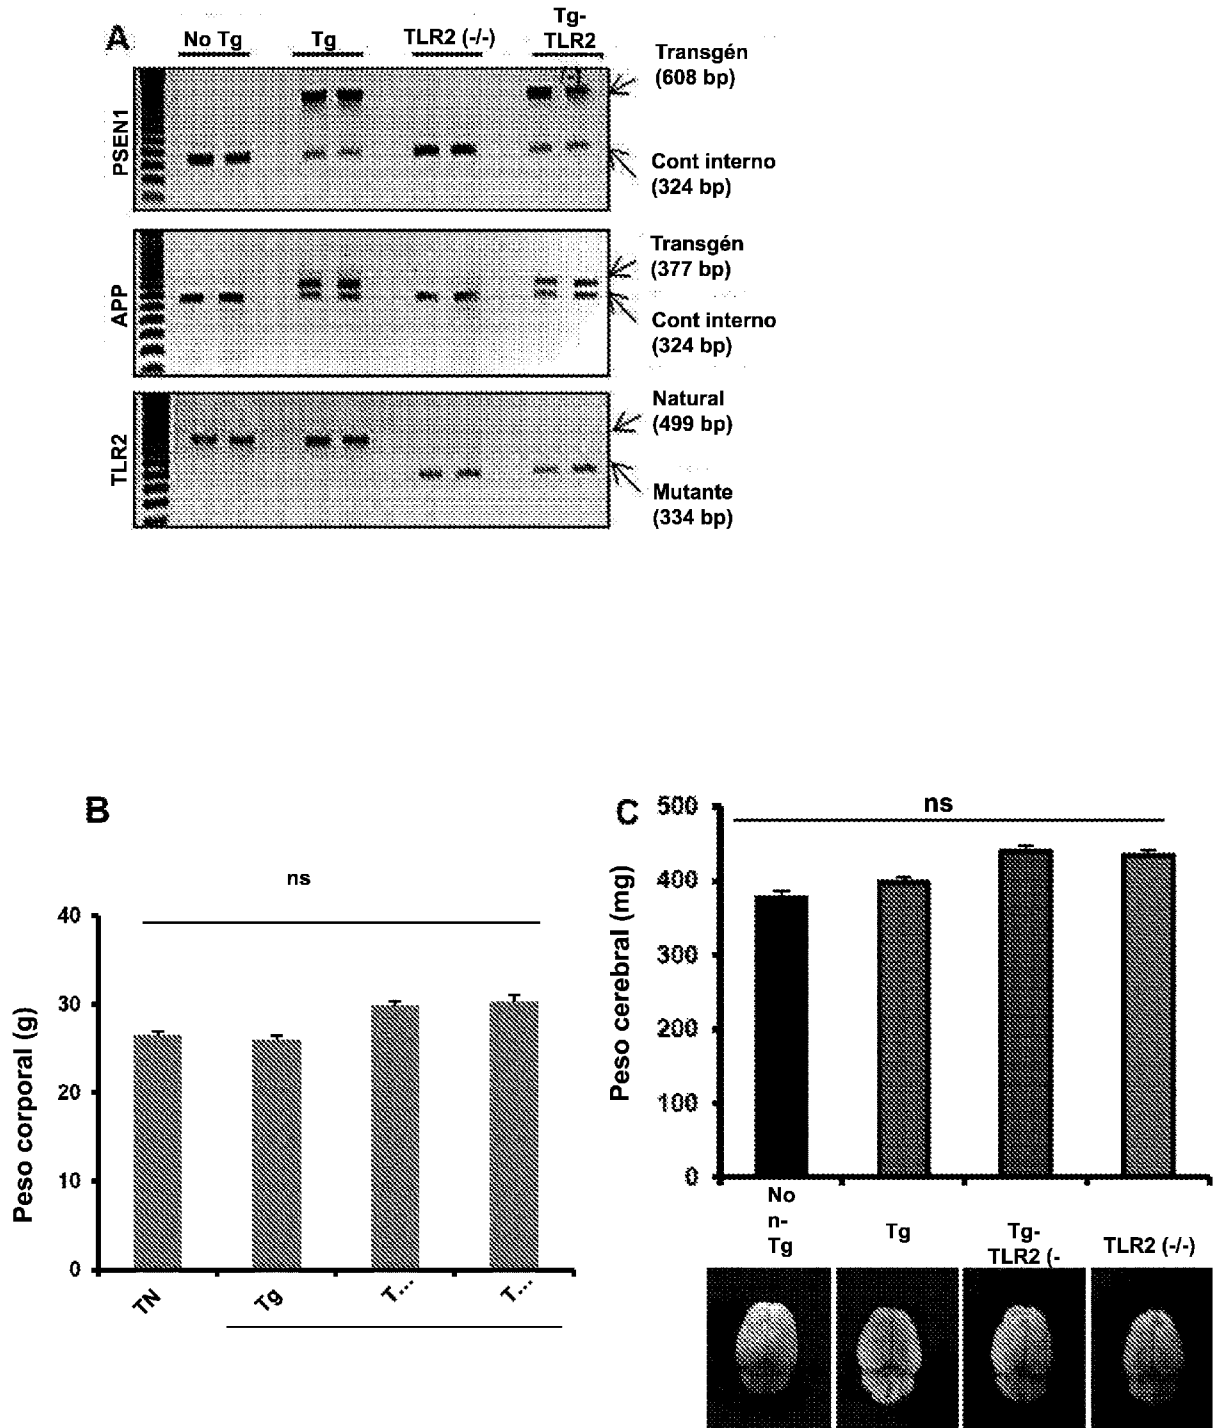 A
No Tg
Tg
TLR2 (-/-)
Tg-
TLR2
/-)
PSEN1
Transgén
(608 bp)
Cont interno
(324 bp)
APP
Transgén
(377 bp)
Cont interno
(324 bp)
TLR2
Natural
(499 bp)
Mutante
(334 bp)
B
ns
Peso corporal (g)
40
30
20
10
0
TN
Tg
T...
T...
C
ns
Peso cerebral (mg)
500
400
300
200
100
0
No
n-
Tg
Tg
Tg-
TLR2 (-
TLR2 (-/-)